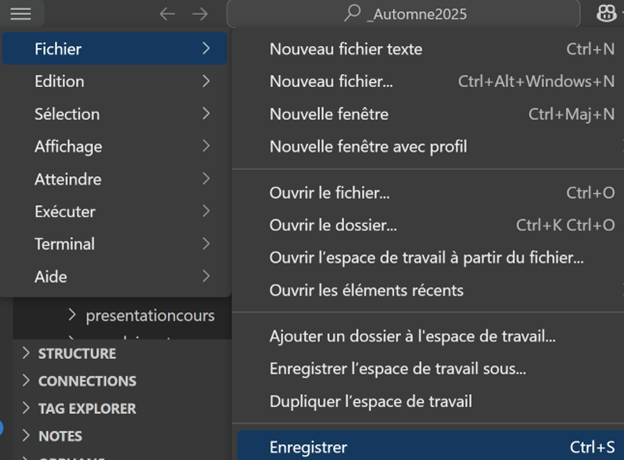 _Automne2025
Fichier
Edition
Sélection
Affichage
Atteindre
Exécuter
Terminal
Aide
Nouveau fichier texte Ctrl+N
Nouveau fichier... Ctrl+Alt+Windows+N
Nouvelle fenêtre Ctrl+Maj+N
Nouvelle fenêtre avec profil
Ouvrir le fichier... Ctrl+O
Ouvrir le dossier... Ctrl+K Ctrl+O
Ouvrir l’espace de travail à partir du fichier...
Ouvrir les éléments récents
Ajouter un dossier à l'espace de travail...
Enregistrer l’espace de travail sous...
Dupliquer l’espace de travail
Enregistrer Ctrl+S
presentationcours
STRUCTURE
CONNECTIONS
TAG EXPLORER
NOTES